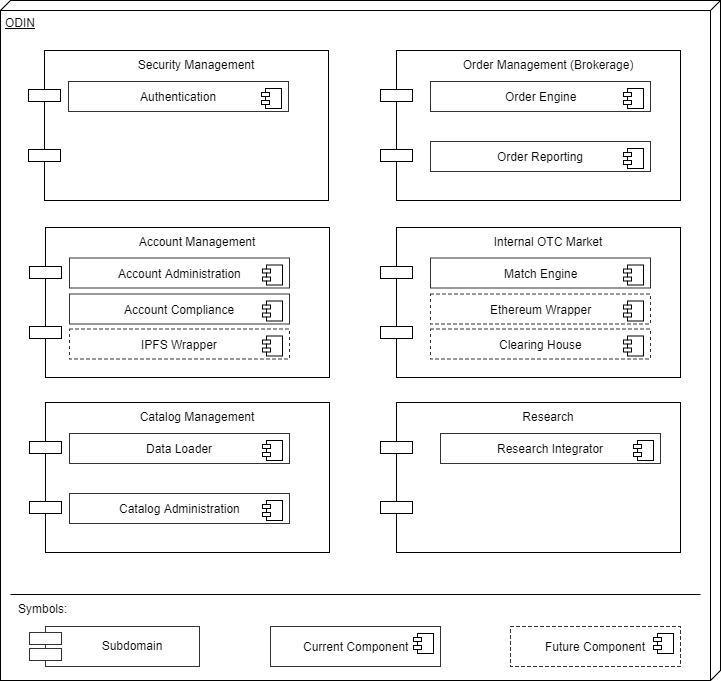 ODIN
Security Management
Authentication
Order Management (Brokerage)
Order Engine
Order Reporting
Account Management
Account Administration
Account Compliance
IPFS Wrapper
Internal OTC Market
Match Engine
Ethereum Wrapper
Clearing House
Catalog Management
Data Loader
Catalog Administration
Research
Research Integrator
Symbols:
Subdomain
Current Component
Future Component